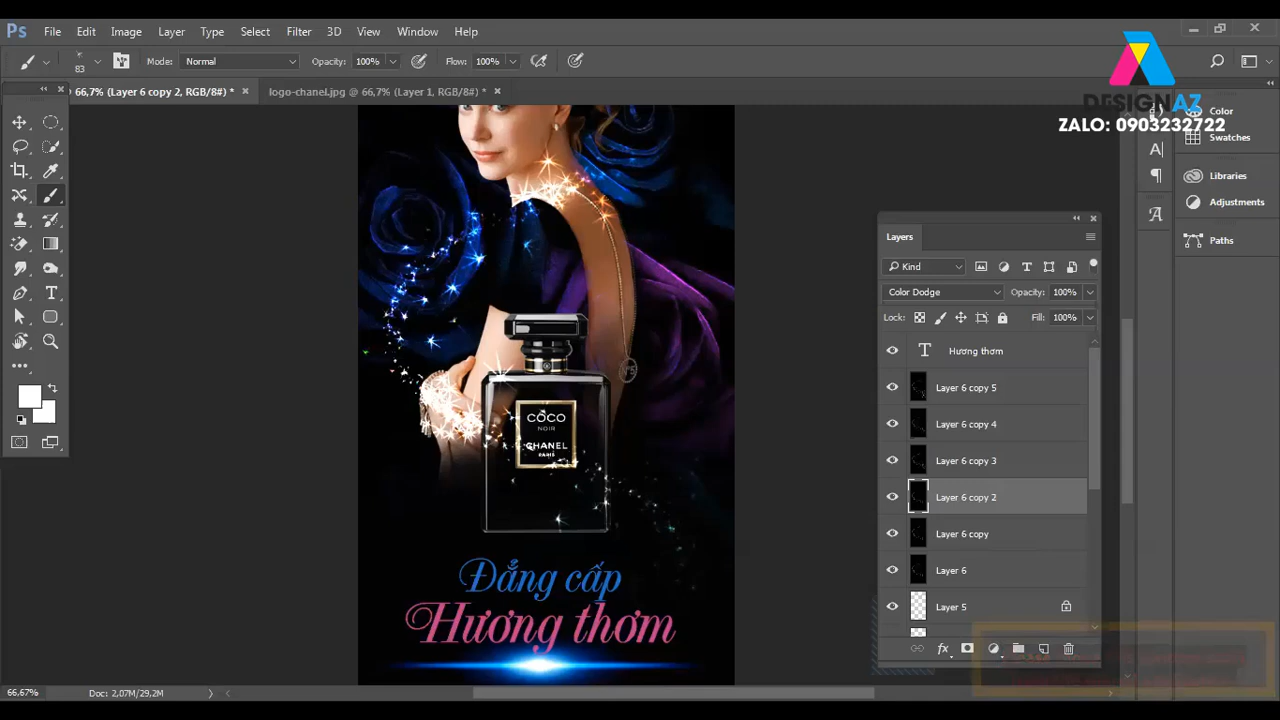 Ps File Edit Image Layer Type Select Filter 3D View Window Help
83 Mode: Normal Opacity: 100% Flow: 100%
66,7% (Layer 6 copy 2, RGB/8#) *
logo-chanel.jpg @ 66,7% (Layer 1, RGB/8#) *
DESIGNAZ
ZALO: 0903232722
Color
Swatches
Libraries
Adjustments
Paths
Layers
Kind
Color Dodge Opacity: 100%
Lock: Fill: 100%
Hương thơm
Layer 6 copy 5
Layer 6 copy 4
Layer 6 copy 3
Layer 6 copy 2
Layer 6 copy
Layer 6
Layer 5
fx
COCO
NOIR
CHANEL
PARIS
Đẳng cấp
Hương thơm
66.67% Doc: 2,07M/29,2M